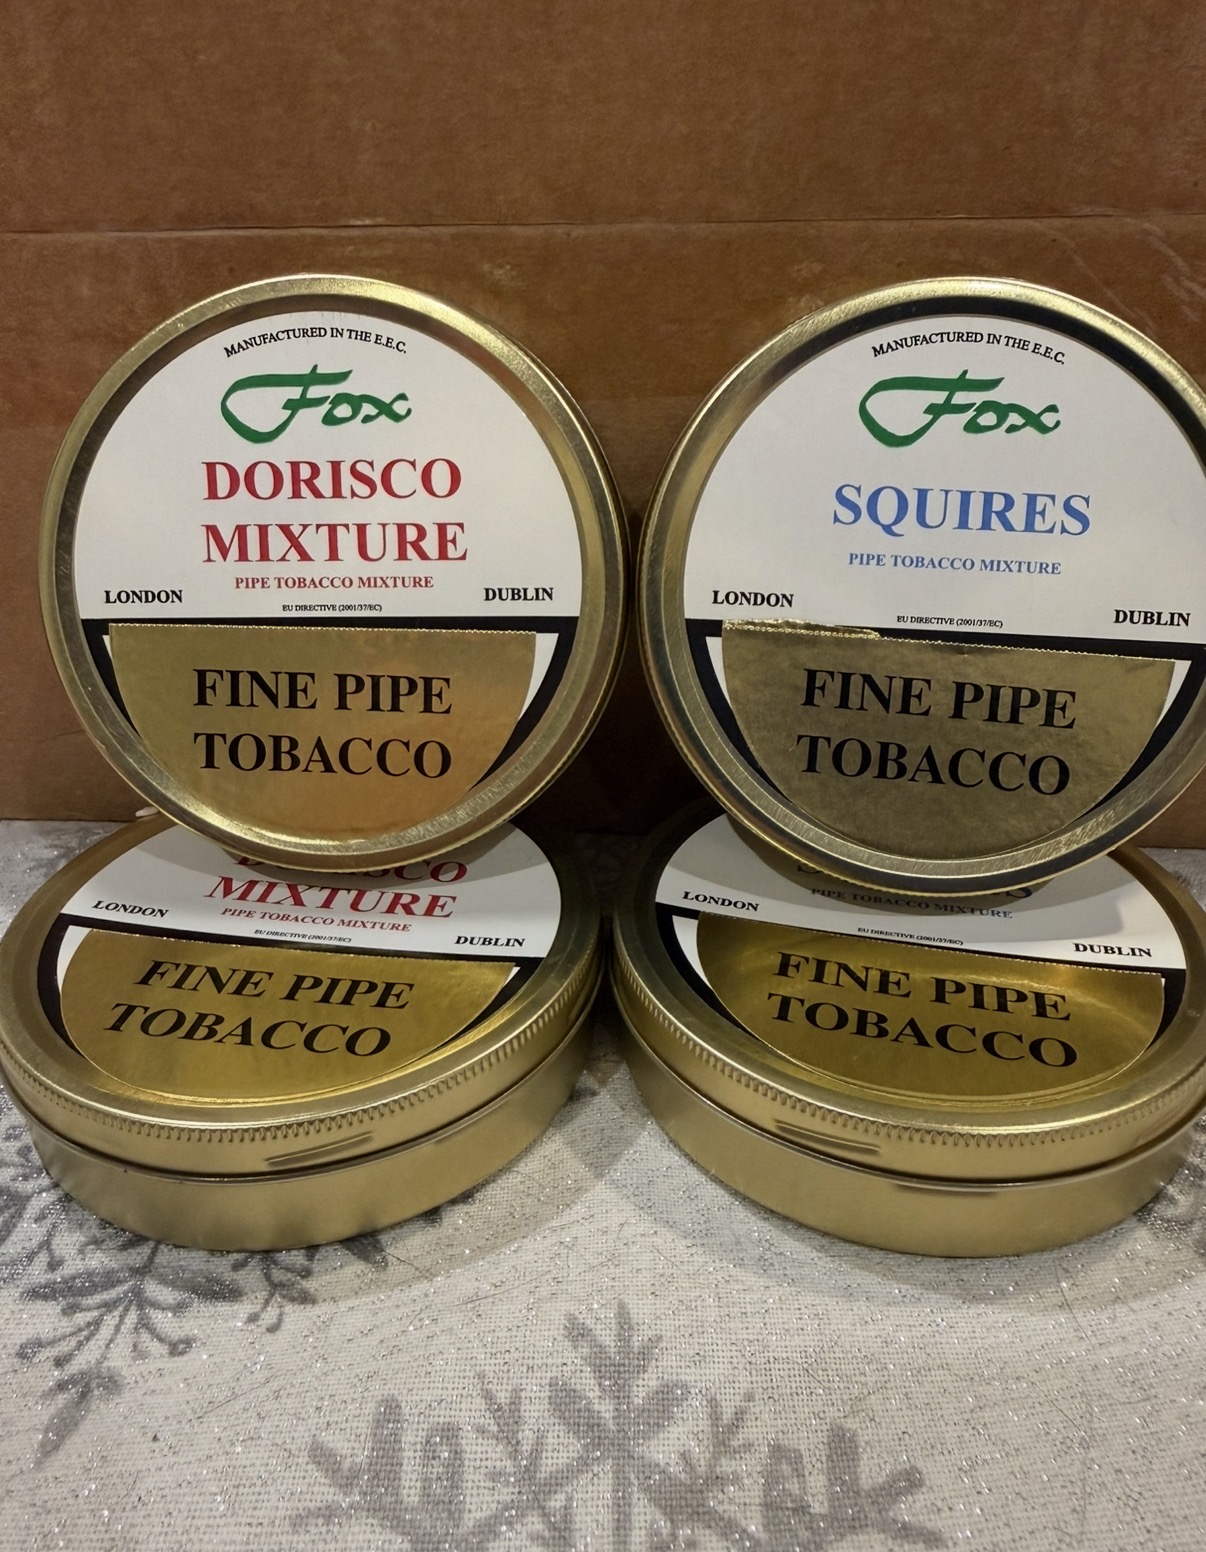 MANUFACTURED IN THE E.E.C.
Fox
DORISCO
MIXTURE
PIPE TOBACCO MIXTURE
LONDON
DUBLIN
EU DIRECTIVE (2001/37/EC)
FINE PIPE
TOBACCO
MANUFACTURED IN THE E.E.C.
Fox
SQUIRES
PIPE TOBACCO MIXTURE
LONDON
EU DIRECTIVE (2001/37/EC)
DUBLIN
FINE PIPE
TOBACCO
DORISCO
MIXTURE
PIPE TOBACCO MIXTURE
LONDON
EU DIRECTIVE (2001/37/EC)
DUBLIN
FINE PIPE
TOBACCO
PIPE TOBACCO MIXTURE
LONDON
EU DIRECTIVE (2001/37/EC)
DUBLIN
FINE PIPE
TOBACCO